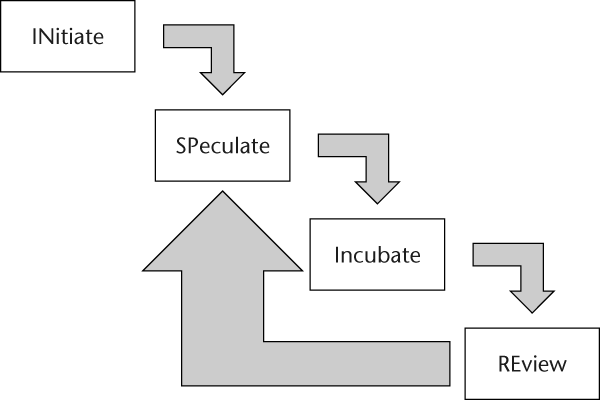 INitiate
SPeculate
Incubate
REview